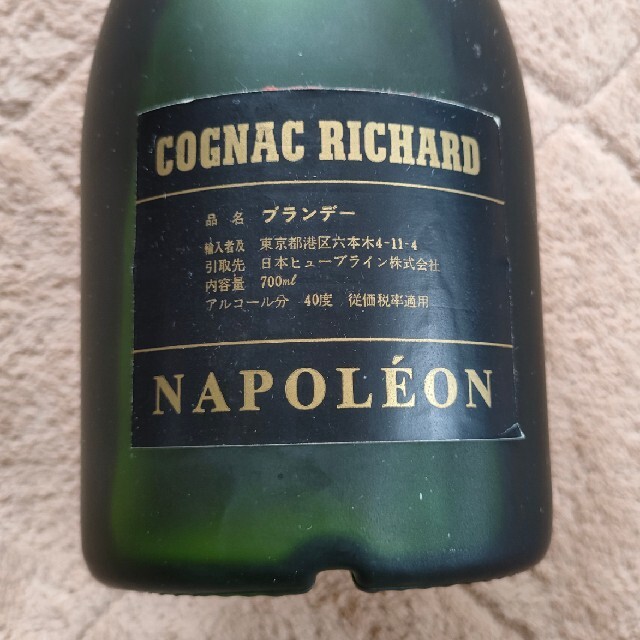 COGNAC RICHARD
品名 ブランデー
輸入者及 東京都港区六本木4-11-4
引取先 日本ヒューブライン株式会社
内容量 700ml
アルコール分 40度 従価税率適用
NAPOLÉON